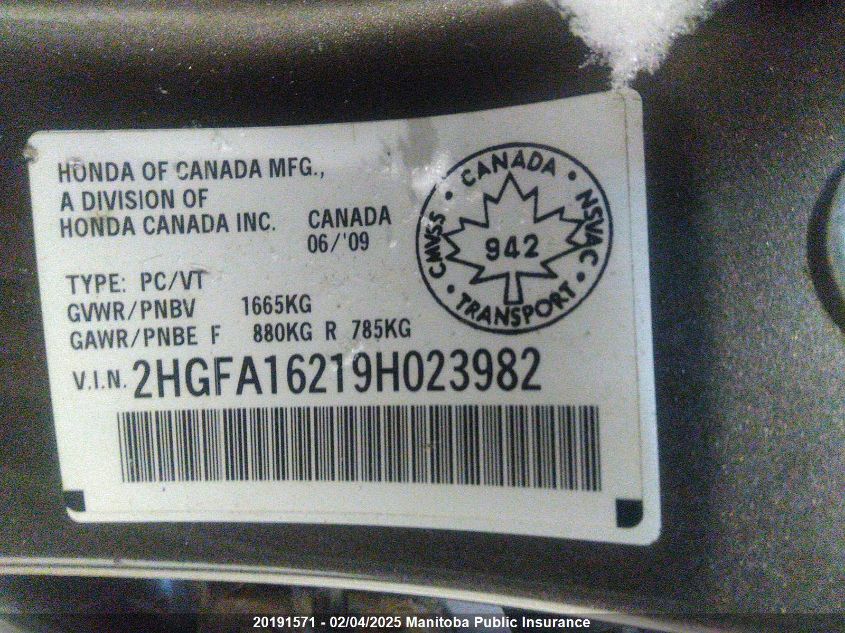 HONDA OF CANADA MFG.,
A DIVISION OF
HONDA CANADA INC. CANADA
06/'09
TYPE: PC/VT
GVWR/PNBV 1665KG
GAWR/PNBE F 880KG R 785KG
V.I.N. 2HGFA16219H023982
CANADA • NSVAC • TRANSPORT • CMVSS •
942
20191571 - 02/04/2025 Manitoba Public Insurance